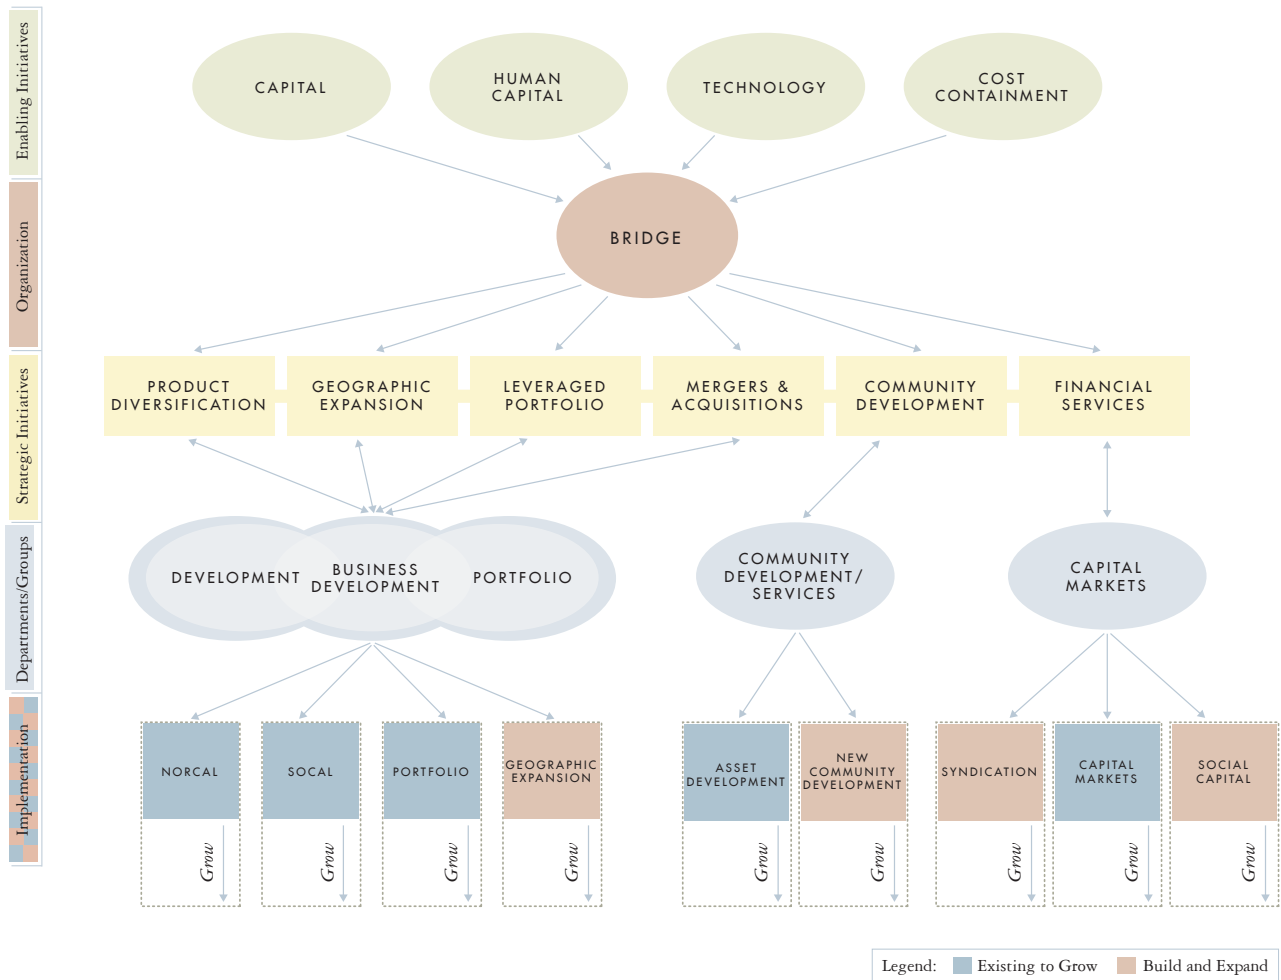 Enabling Initiatives
CAPITAL
HUMAN
CAPITAL
TECHNOLOGY
COST
CONTAINMENT
Organization
BRIDGE
Strategic Initiatives
PRODUCT
DIVERSIFICATION
GEOGRAPHIC
EXPANSION
LEVERAGED
PORTFOLIO
MERGERS &
ACQUISITIONS
COMMUNITY
DEVELOPMENT
FINANCIAL
SERVICES
Departments/Groups
DEVELOPMENT
BUSINESS
DEVELOPMENT
PORTFOLIO
COMMUNITY
DEVELOPMENT/
SERVICES
CAPITAL
MARKETS
Implementation
NORCAL
SOCAL
PORTFOLIO
GEOGRAPHIC
EXPANSION
ASSET
DEVELOPMENT
NEW
COMMUNITY
DEVELOPMENT
SYNDICATION
CAPITAL
MARKETS
SOCIAL
CAPITAL
Grow
Grow
Grow
Grow
Grow
Grow
Grow
Grow
Grow
Legend: Existing to Grow Build and Expand